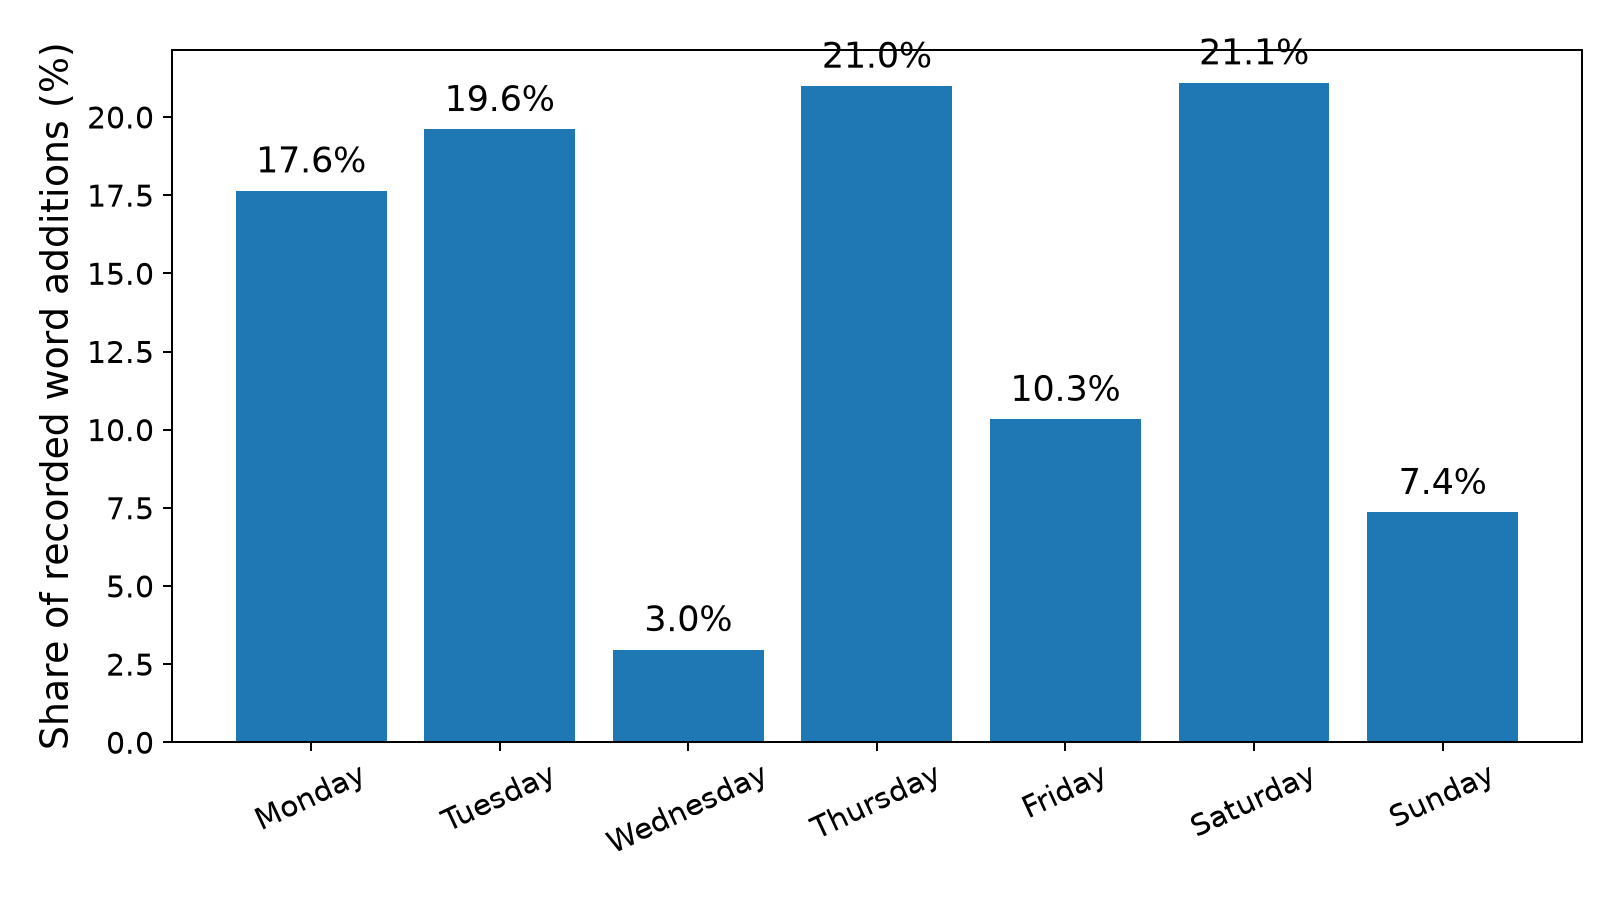 Share of recorded word additions (%)
20.0
17.5
15.0
12.5
10.0
7.5
5.0
2.5
0.0
17.6%
19.6%
3.0%
21.0%
10.3%
21.1%
7.4%
Monday
Tuesday
Wednesday
Thursday
Friday
Saturday
Sunday